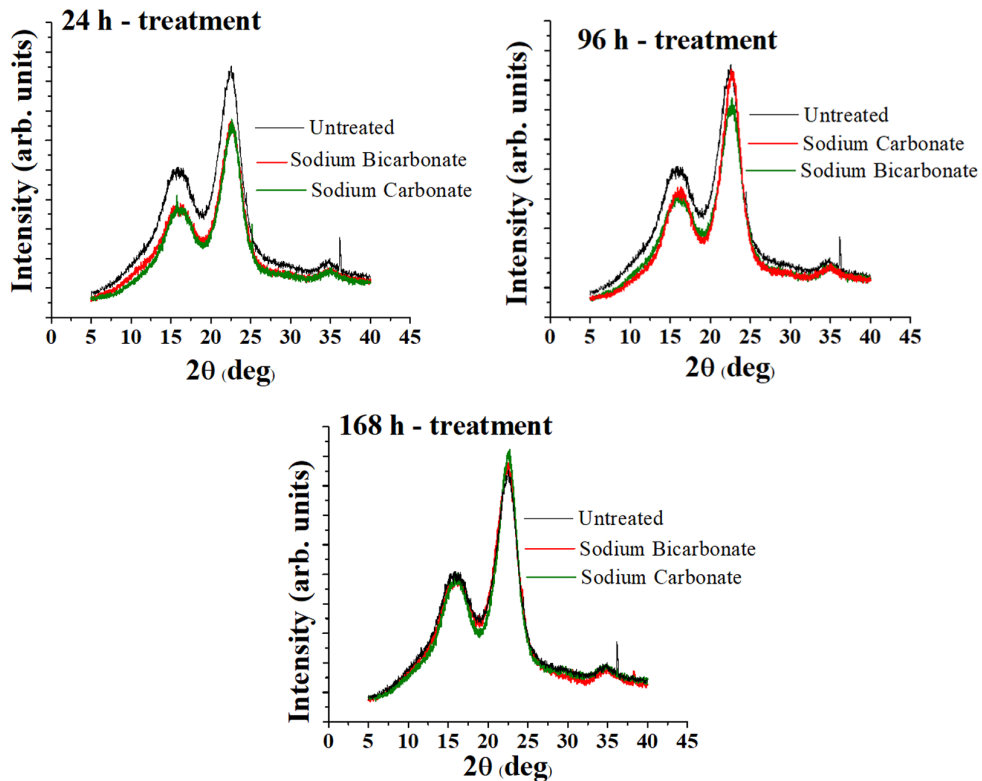 24 h - treatment
Intensity (arb. units)
Untreated
Sodium Bicarbonate
Sodium Carbonate
0 5 10 15 20 25 30 35 40 45
2θ (deg)
96 h - treatment
Intensity (arb. units)
Untreated
Sodium Carbonate
Sodium Bicarbonate
0 5 10 15 20 25 30 35 40 45
2θ (deg)
168 h - treatment
Intensity (arb. units)
Untreated
Sodium Bicarbonate
Sodium Carbonate
0 5 10 15 20 25 30 35 40 45
2θ (deg)